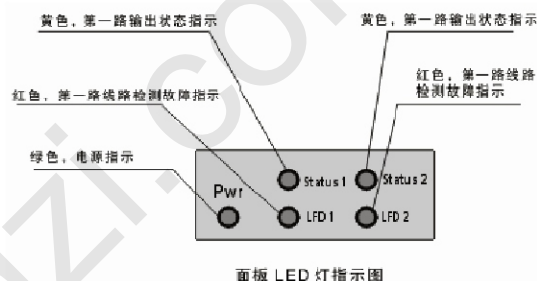 黄色，第一路输出状态指示
黄色，第一路输出状态指示
红色，第一路线路
检测故障指示
红色，第一路线路检测故障指示
绿色，电源指示
Status 1
Status 2
Pwr
LFD 1
LFD 2
面板 LED 灯指示图